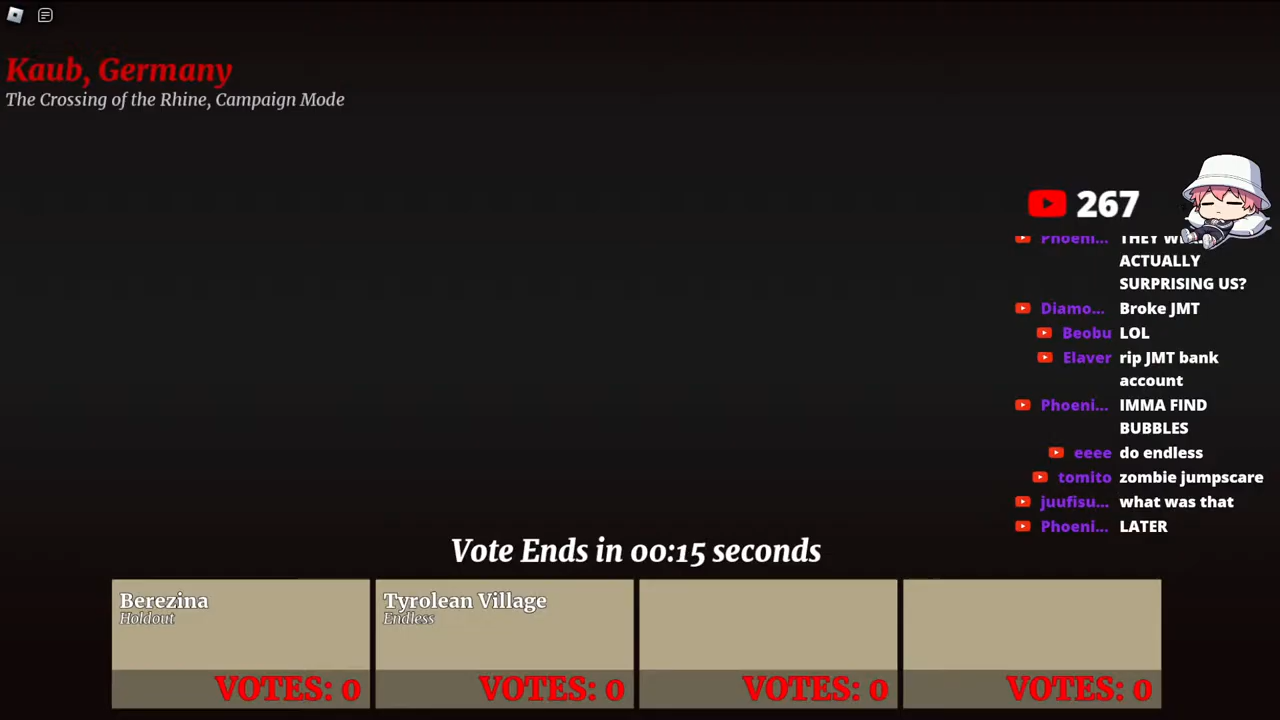 Kaub, Germany
The Crossing of the Rhine, Campaign Mode
267
Phoeni...
ACTUALLY
SURPRISING US?
Diamo... Broke JMT
Beobu LOL
Elaver rip JMT bank
account
Phoeni... IMMA FIND
BUBBLES
eeee do endless
tomito zombie jumpscare
juufisu... what was that
Phoeni... LATER
Vote Ends in 00:15 seconds
Berezina
Holdout
VOTES: 0
Tyrolean Village
Endless
VOTES: 0
VOTES: 0
VOTES: 0